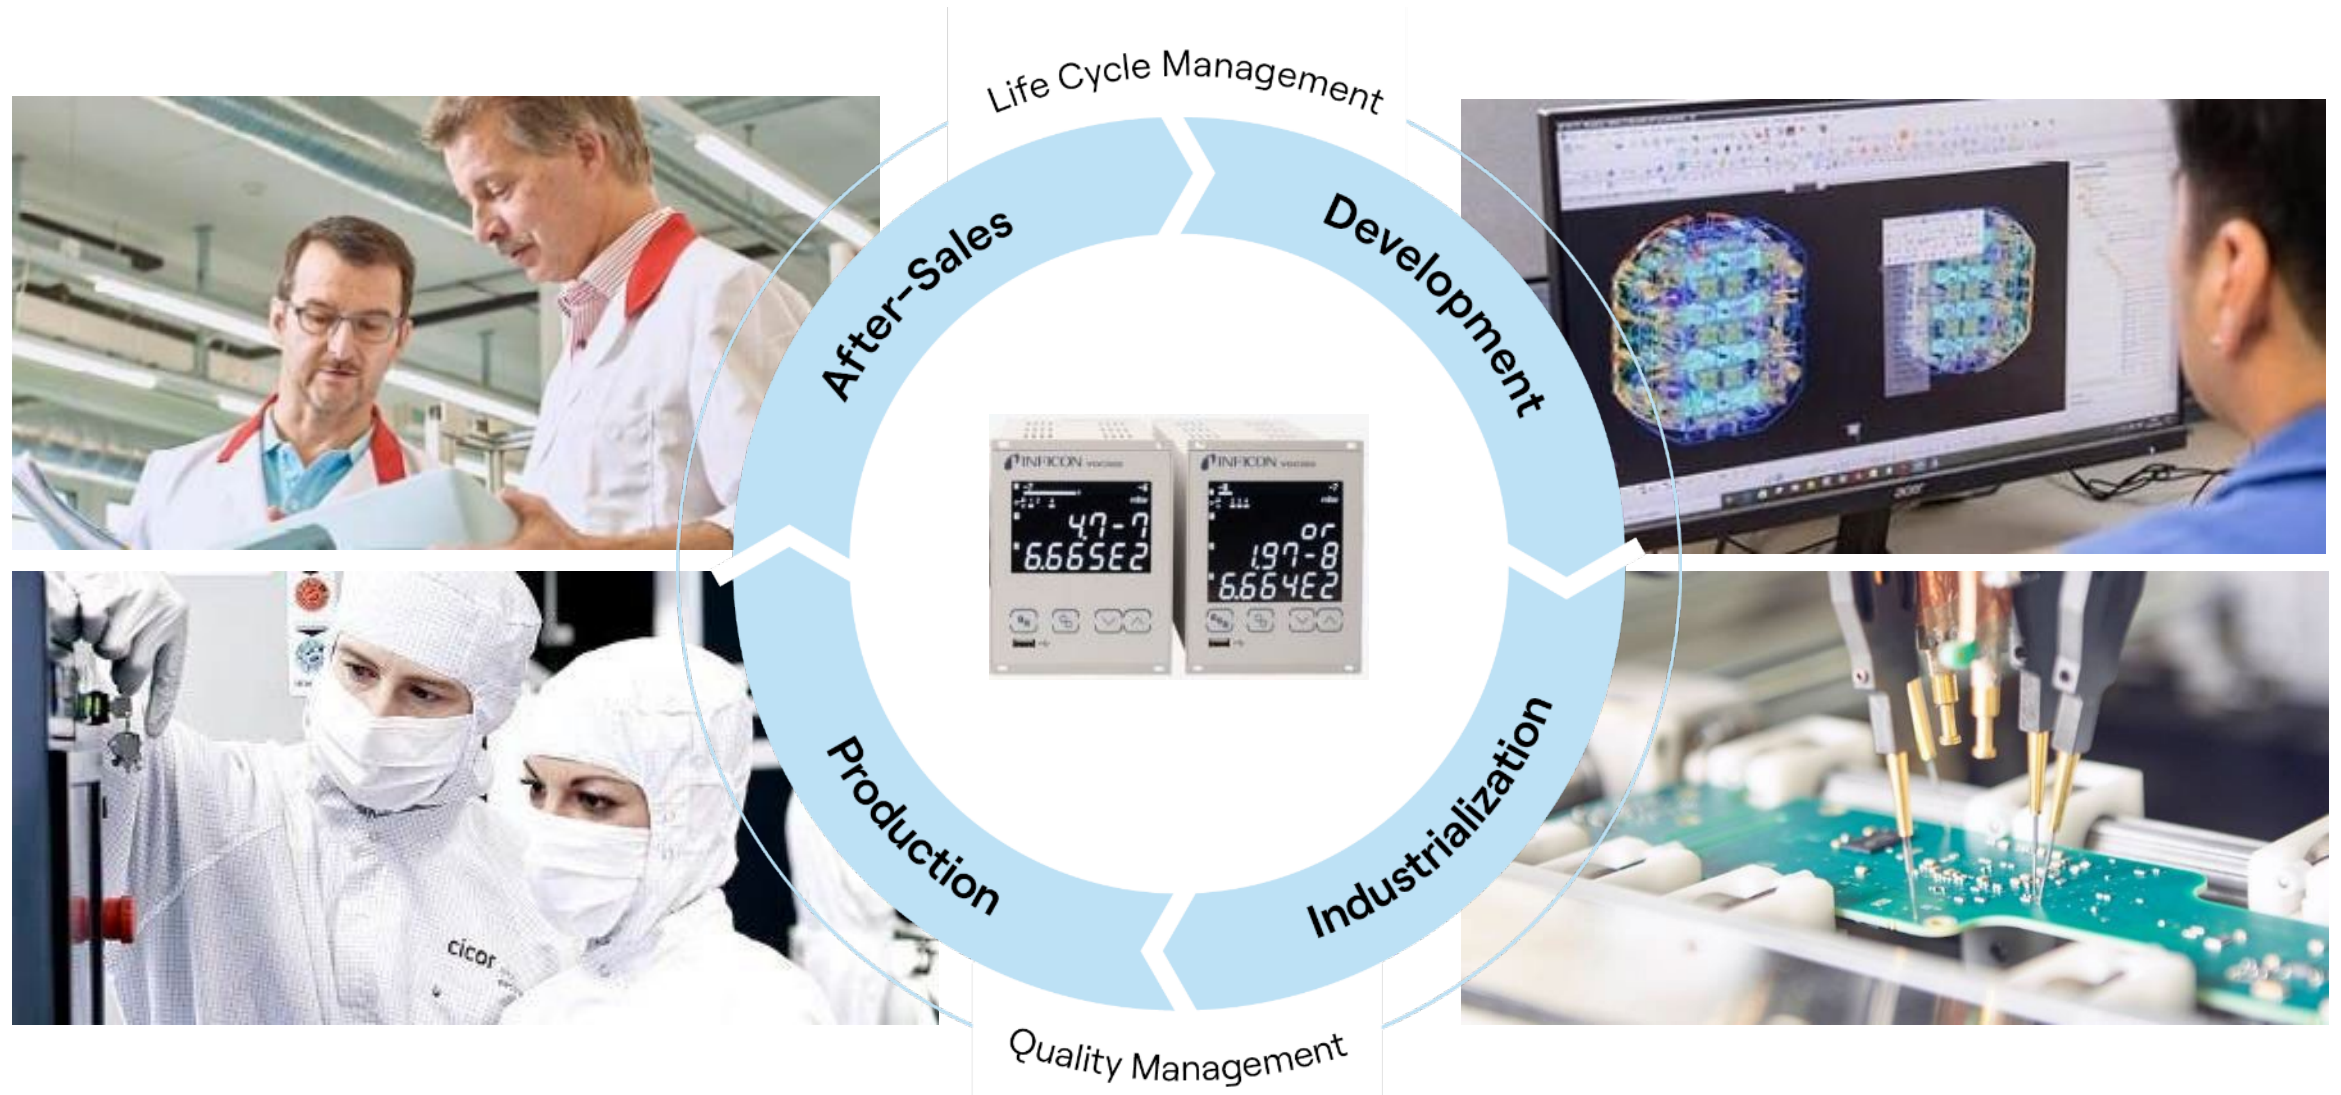 Life Cycle Management
After-Sales
Development
INFICON
INFICON
4.7-7
6.665E2
or
1.97-8
6.664E2
Production
Industrialization
cicor
acer
Quality Management